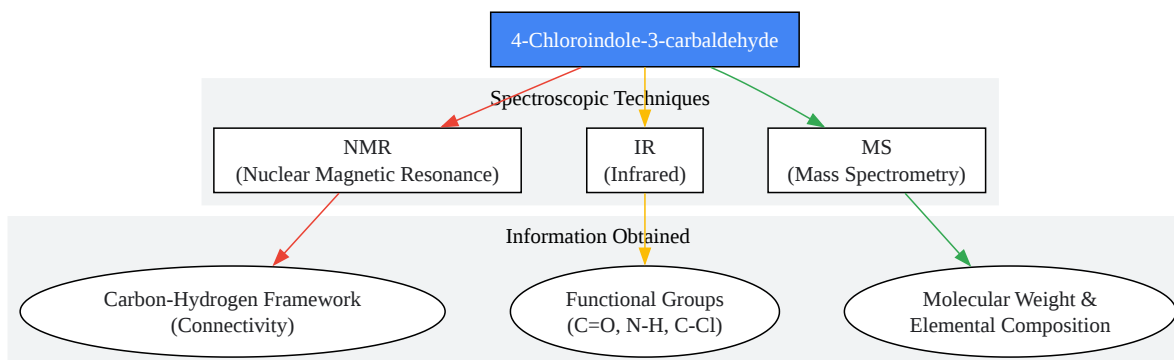 4-Chloroindole-3-carbaldehyde
Spectroscopic Techniques
NMR
(Nuclear Magnetic Resonance)
IR
(Infrared)
MS
(Mass Spectrometry)
Information Obtained
Carbon-Hydrogen Framework
(Connectivity)
Functional Groups
(C=O, N-H, C-Cl)
Molecular Weight &
Elemental Composition